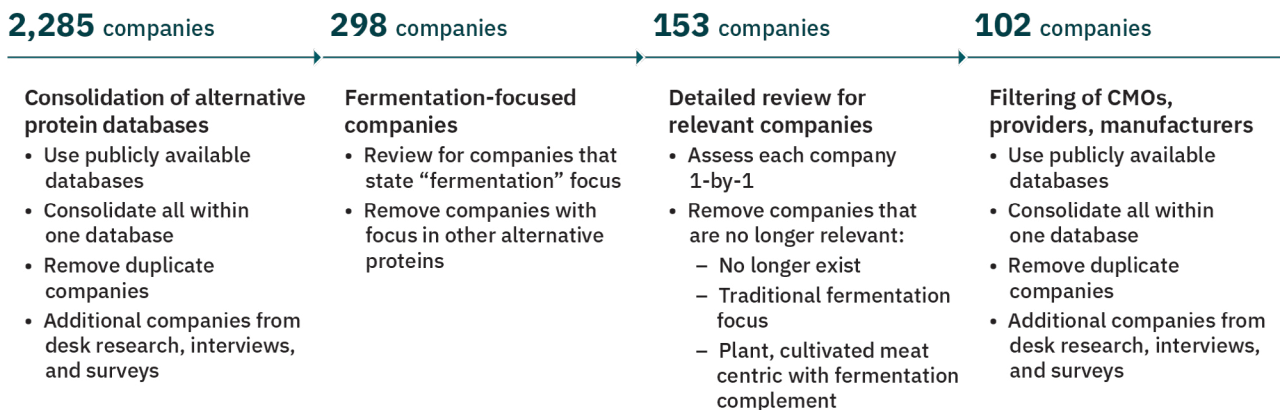 2,285 companies
Consolidation of alternative
protein databases
• Use publicly available
databases
• Consolidate all within
one database
• Remove duplicate
companies
• Additional companies from
desk research, interviews,
and surveys
298 companies
Fermentation-focused
companies
• Review for companies that
state “fermentation” focus
• Remove companies with
focus in other alternative
proteins
153 companies
Detailed review for
relevant companies
• Assess each company
1-by-1
• Remove companies that
are no longer relevant:
– No longer exist
– Traditional fermentation
focus
– Plant, cultivated meat
centric with fermentation
complement
102 companies
Filtering of CMOs,
providers, manufacturers
• Use publicly available
databases
• Consolidate all within
one database
• Remove duplicate
companies
• Additional companies from
desk research, interviews,
and surveys